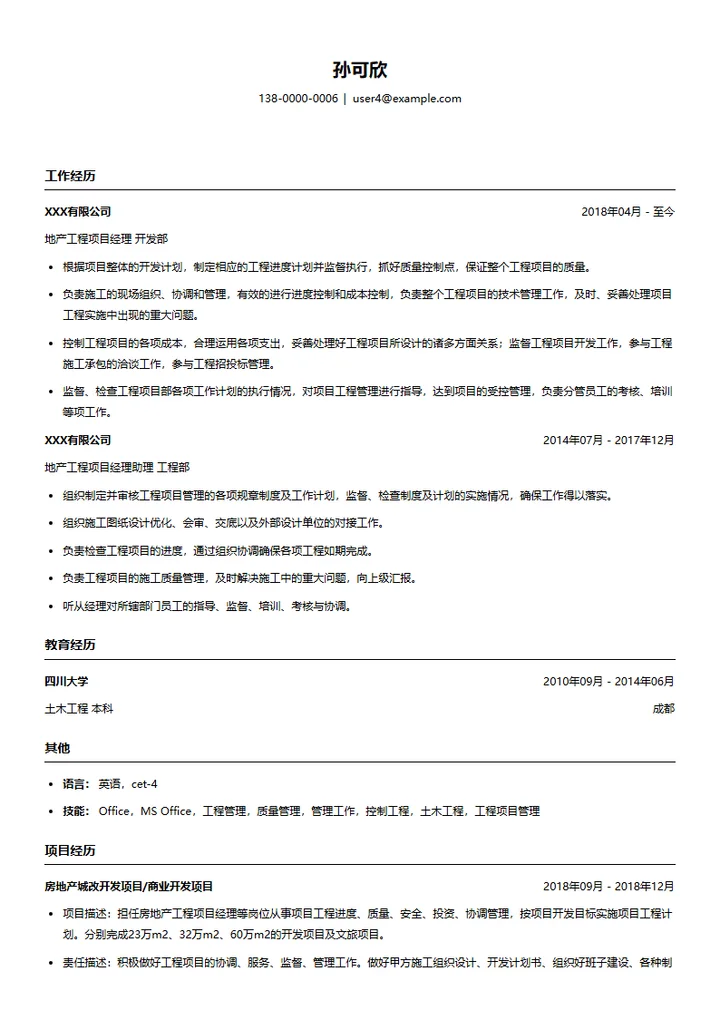 孙可欣
138-0000-0006 | user4@example.com
工作经历
XXX有限公司 2018年04月 - 至今
地产工程项目经理 开发部
• 根据项目整体的开发计划，制定相应的工程进度计划并监督执行，抓好质量控制点，保证整个工程项目的质量。
• 负责施工的现场组织、协调和管理，有效的进行进度控制和成本控制，负责整个工程项目的技术管理工作，及时、妥善处理项目
工程实施中出现的重大问题。
• 控制工程项目的各项成本，合理运用各项支出，妥善处理好工程项目所设计的诸多方面关系；监督工程项目开发工作，参与工程
施工承包的洽谈工作，参与工程招投标管理。
• 监督、检查工程项目部各项工作计划的执行情况，对项目工程管理进行指导，达到项目的受控管理，负责分管员工的考核、培训
等项工作。
XXX有限公司 2014年07月 - 2017年12月
地产工程项目经理助理 工程部
• 组织制定并审核工程项目管理的各项规章制度及工作计划，监督、检查制度及计划的实施情况，确保工作得以落实。
• 组织施工图纸设计优化、会审、交底以及外部设计单位的对接工作。
• 负责检查工程项目的进度，通过组织协调确保各项工程如期完成。
• 负责工程项目的施工质量管理，及时解决施工中的重大问题，向上级汇报。
• 听从经理对所辖部门员工的指导、监督、培训、考核与协调。
教育经历
四川大学 2010年09月 - 2014年06月
土木工程 本科 成都
其他
• 语言： 英语，cet-4
• 技能： Office，MS Office，工程管理，质量管理，管理工作，控制工程，土木工程，工程项目管理
项目经历
房地产城改开发项目/商业开发项目 2018年09月 - 2018年12月
• 项目描述：担任房地产工程项目经理等岗位从事项目工程进度、质量、安全、投资、协调管理，按项目开发目标实施项目工程计
划。分别完成23万m2、32万m2、60万m2的开发项目及文旅项目。
• 责任描述：积极做好工程项目的协调、服务、监督、管理工作。做好甲方施工组织设计、开发计划书、组织好班子建设、各种制